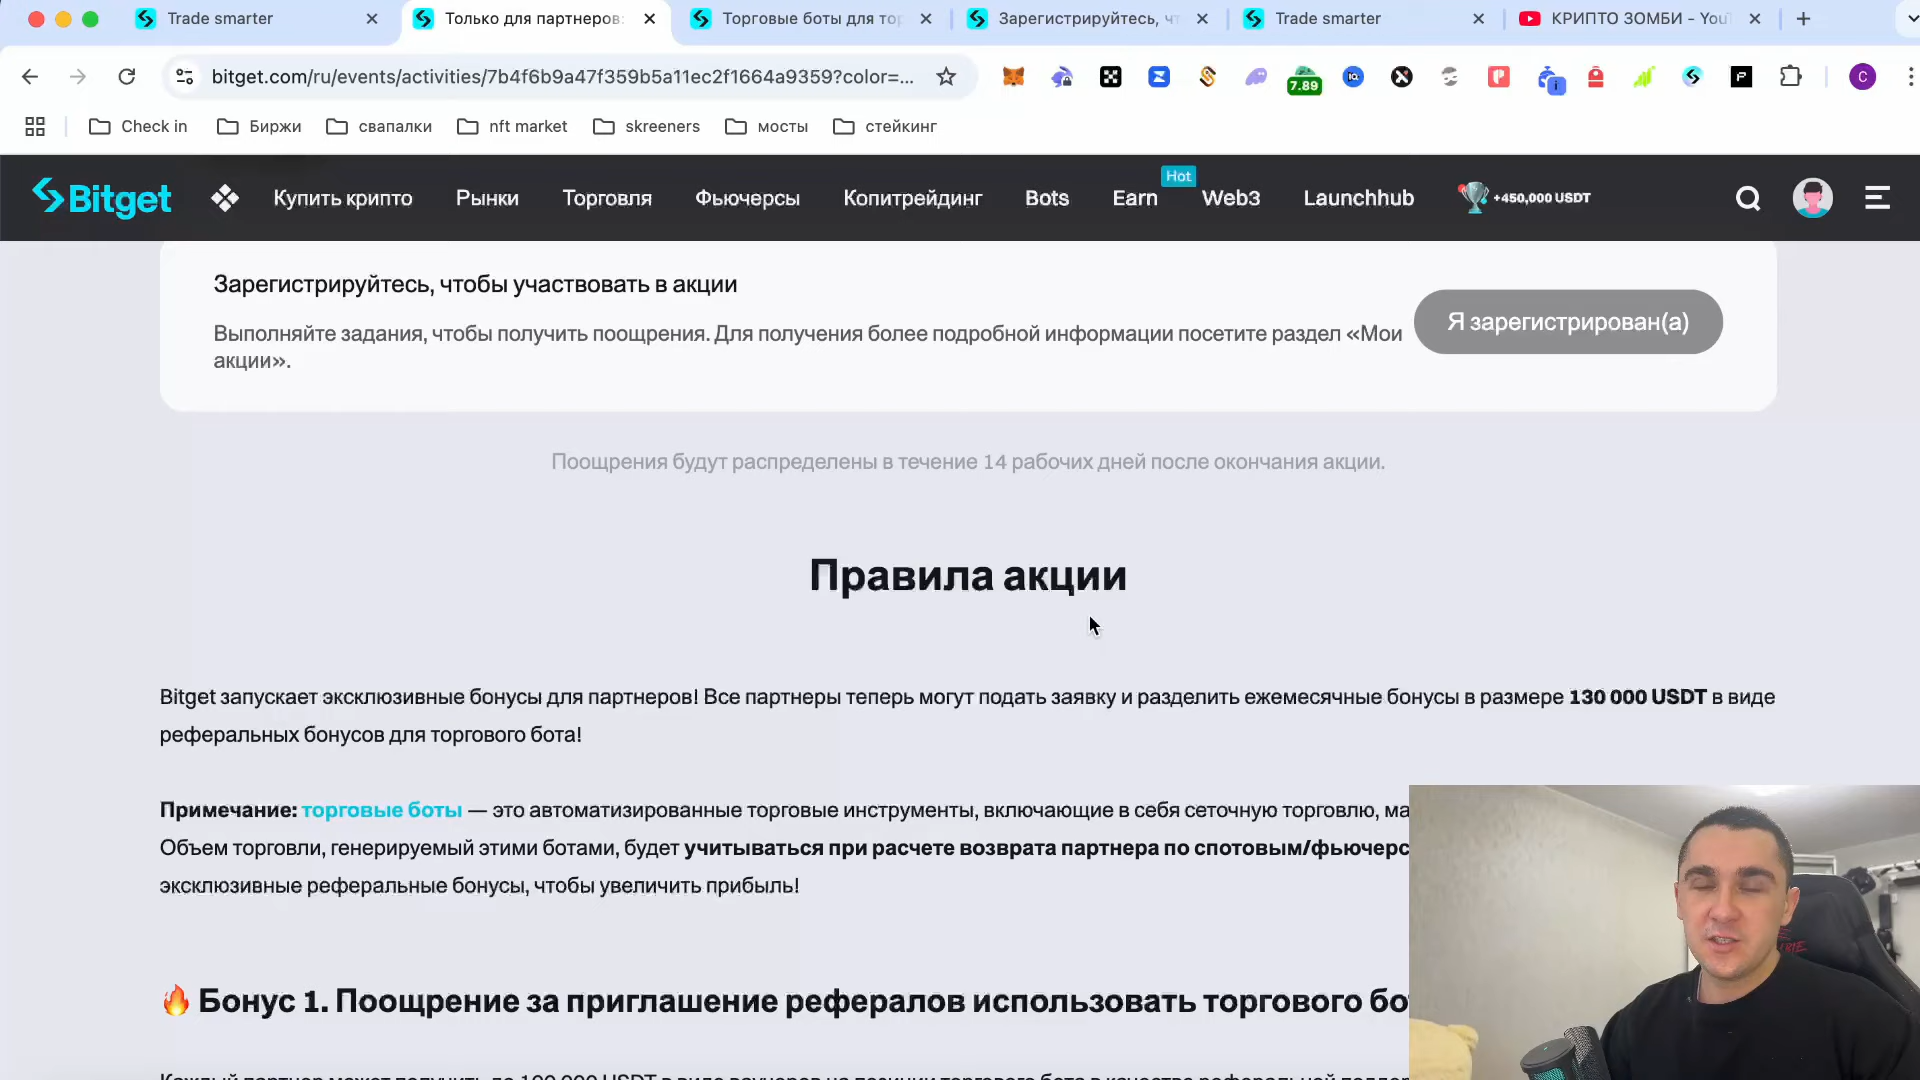 Trade smarter
Только для партнеров:
Торговые боты для тор
Зарегистрируйтесь, чт
Trade smarter
КРИПТО ЗОМБИ - You
bitget.com/ru/events/activities/7b4f6b9a47f359b5a11ec2f1664a9359?color=...
7.89
C
Check in
Биржи
свапалки
nft market
skreeners
мосты
стейкинг
Bitget
Купить крипто
Рынки
Торговля
Фьючерсы
Копитрейдинг
Bots
Earn
Hot
Web3
Launchhub
+450,000 USDT
Зарегистрируйтесь, чтобы участвовать в акции
Выполняйте задания, чтобы получить поощрения. Для получения более подробной информации посетите раздел «Мои
акции».
Я зарегистрирован(а)
Поощрения будут распределены в течение 14 рабочих дней после окончания акции.
Правила акции
Bitget запускает эксклюзивные бонусы для партнеров! Все партнеры теперь могут подать заявку и разделить ежемесячные бонусы в размере 130 000 USDT в виде
реферальных бонусов для торгового бота!
Примечание: торговые боты — это автоматизированные торговые инструменты, включающие в себя сеточную торговлю, ма
Объем торговли, генерируемый этими ботами, будет учитываться при расчете возврата партнера по спотовым/фьючерс
эксклюзивные реферальные бонусы, чтобы увеличить прибыль!
Бонус 1. Поощрение за приглашение рефералов использовать торгового бо